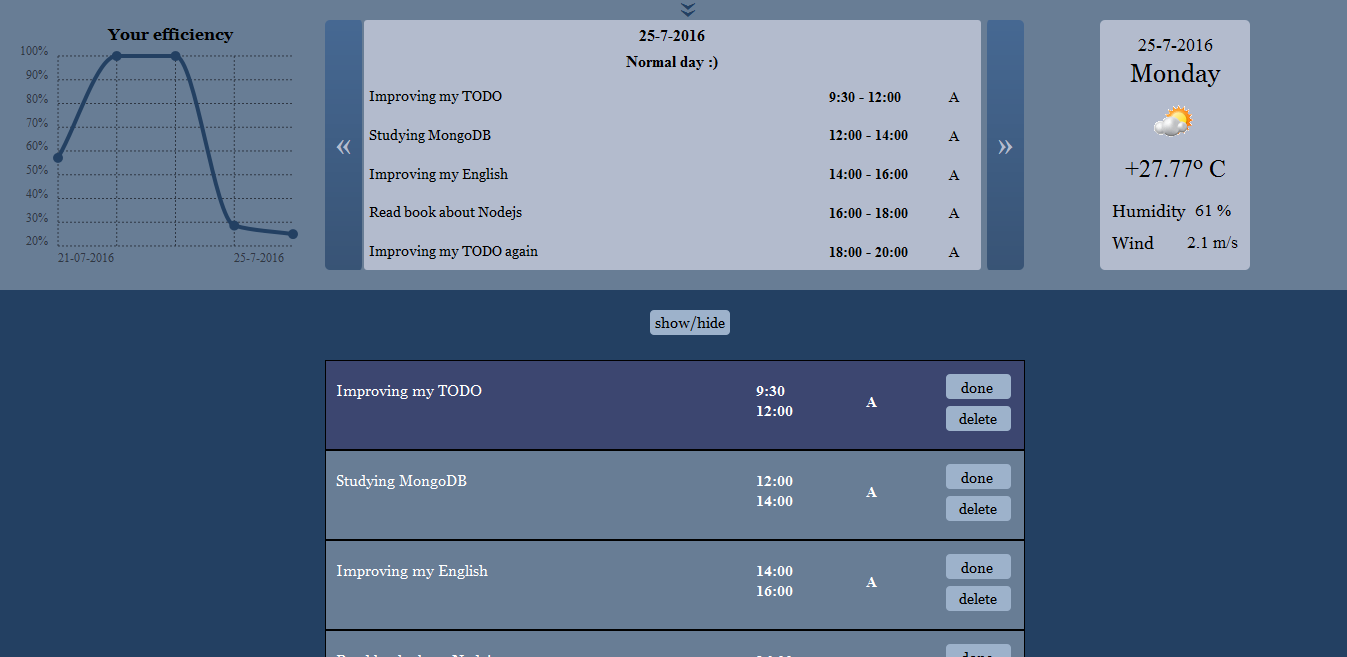 Your efficiency
100%
90%
80%
70%
60%
50%
40%
30%
20%
21-07-2016 25-7-2016
«
25-7-2016
Normal day :)
Improving my TODO 9:30 - 12:00 A
Studying MongoDB 12:00 - 14:00 A
Improving my English 14:00 - 16:00 A
Read book about Nodejs 16:00 - 18:00 A
Improving my TODO again 18:00 - 20:00 A
»
25-7-2016
Monday
+27.77° C
Humidity 61 %
Wind 2.1 m/s
show/hide
Improving my TODO 9:30 12:00 A done delete
Studying MongoDB 12:00 14:00 A done delete
Improving my English 14:00 16:00 A done delete